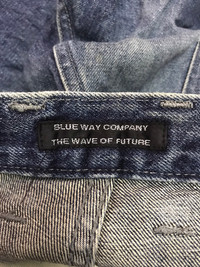 BLUE WAY COMPANY
THE WAVE OF FUTURE